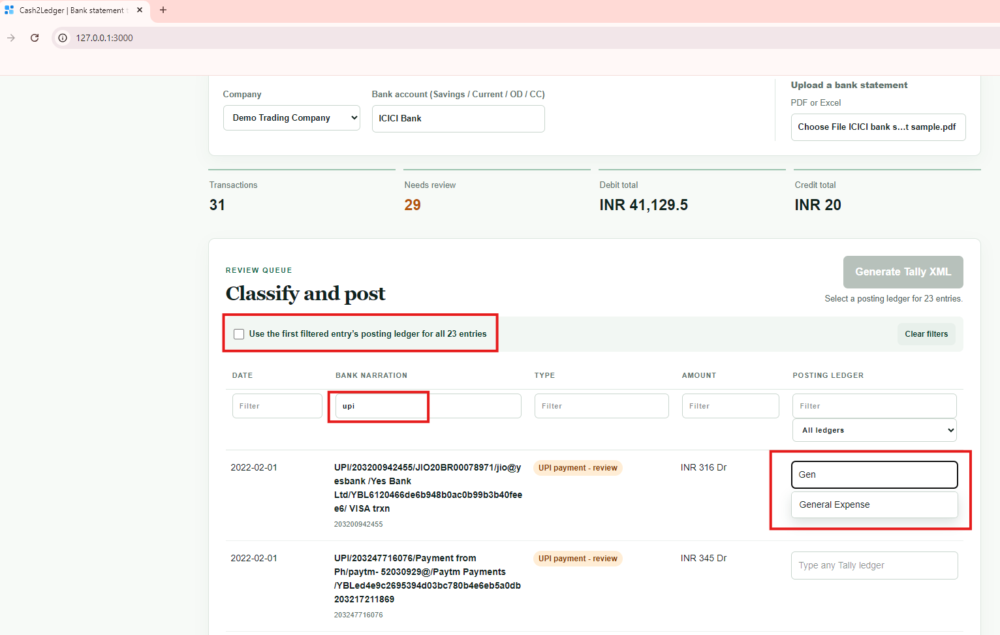 Cash2Ledger | Bank statement
127.0.0.1:3000
Company
Demo Trading Company
Bank account (Savings / Current / OD / CC)
ICICI Bank
Upload a bank statement
PDF or Excel
Choose File ICICI bank s...t sample.pdf
Transactions
31
Needs review
29
Debit total
INR 41,129.5
Credit total
INR 20
REVIEW QUEUE
Classify and post
Generate Tally XML
Select a posting ledger for 23 entries.
Use the first filtered entry’s posting ledger for all 23 entries
Clear filters
DATE BANK NARRATION TYPE AMOUNT POSTING LEDGER
Filter upi Filter Filter Filter
All ledgers
2022-02-01
UPI/203200942455/JIO20BR00078971/jio@y
esbank /Yes Bank
Ltd/YBL6120466de6b948b0ac0b99b3b40fee
e6/ VISA trxn
203200942455
UPI payment - review
INR 316 Dr
Gen
General Expense
2022-02-01
UPI/203247716076/Payment from
Ph/paytm- 52030929@/Paytm Payments
/YBLed4e9c2695394d03bc780b4e6eb5a0db
203217211869
203247716076
UPI payment - review
INR 345 Dr
Type any Tally ledger